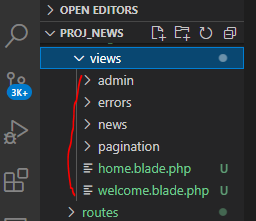 OPEN EDITORS
PROJ_NEWS
views
admin
errors
news
pagination
home.blade.php U
welcome.blade.php U
routes
3K+